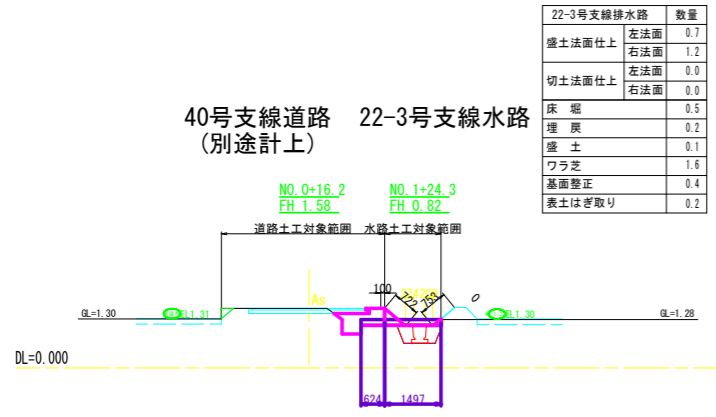 22-3号支線排水路 数量
盛土法面仕上 左法面 0.7
右法面 1.2
切土法面仕上 左法面 0.0
右法面 0.0
床 堀 0.5
埋 戻 0.2
盛 土 0.1
ワラ芝 1.6
基面整正 0.4
表土はぎ取り 0.2
40号支線道路 22-3号支線水路
(別途計上)
NO.0+16.2 NO.1+24.3
FH 1.58 FH 0.82
道路土工対象範囲 水路土工対象範囲
100
722 753 0
As
GL=1.30 EL1.31 EL1.30 GL=1.28
DL=0.000
624 1497